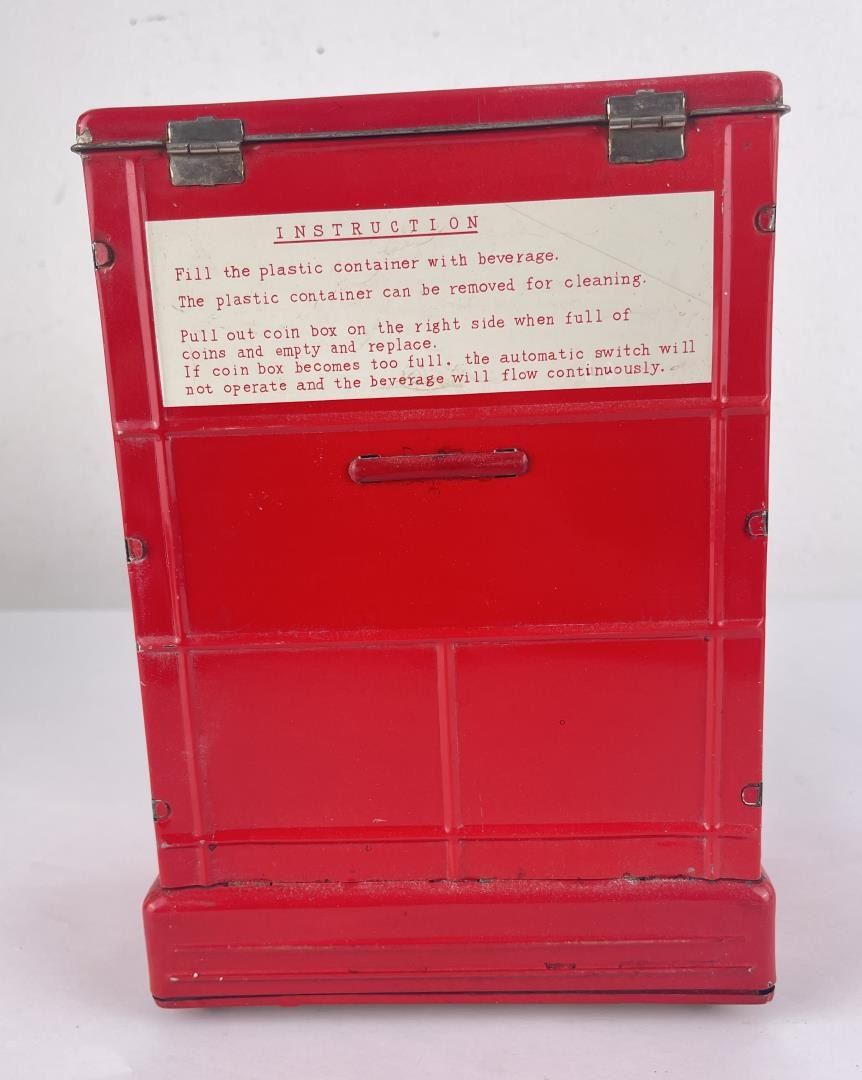 INSTRUCTION
Fill the plastic container with beverage.
The plastic container can be removed for cleaning.
Pull out coin box on the right side when full of
coins and empty and replace.
If coin box becomes too full. the automatic switch will
not operate and the beverage will flow continuously.